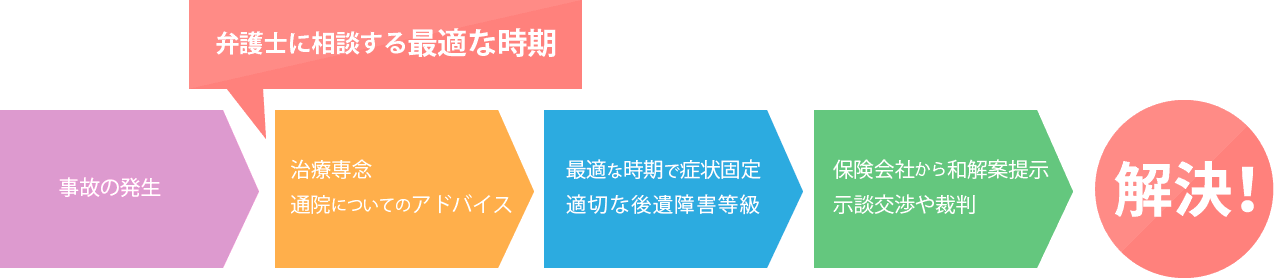 弁護士に相談する最適な時期
事故の発生
治療専念
通院についてのアドバイス
最適な時期で症状固定
適切な後遺障害等級
保険会社から和解案提示
示談交渉や裁判
解決!